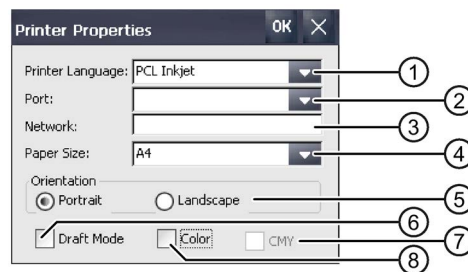 Printer Properties OK
Printer Language: PCL Inkjet 1
Port: 2
Network: 3
Paper Size: A4 4
Orientation
Portrait Landscape 5
6
Draft Mode Color CMY 7
8